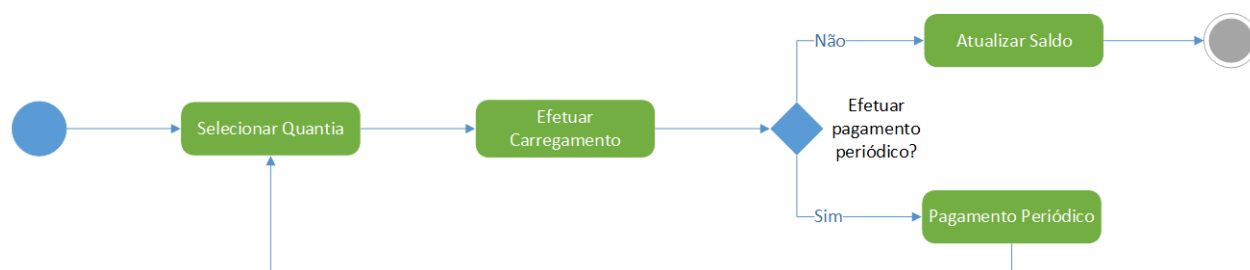 Não
Atualizar Saldo
Selecionar Quantia
Efetuar
Carregamento
Efetuar
pagamento
periódico?
Sim
Pagamento Periódico